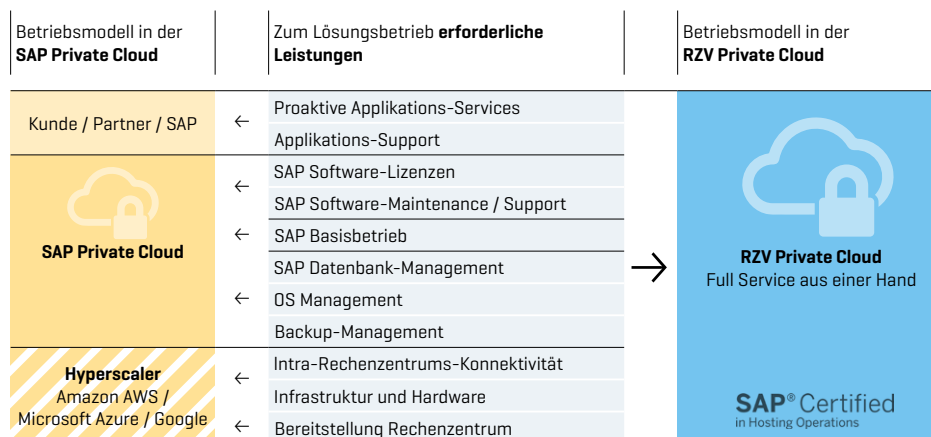 Betriebsmodell in der
SAP Private Cloud
Zum Lösungsbetrieb erforderliche
Leistungen
Betriebsmodell in der
RZV Private Cloud
Kunde / Partner / SAP
←
Proaktive Applikations-Services
Applikations-Support
SAP Private Cloud
←
SAP Software-Lizenzen
SAP Software-Maintenance / Support
←
SAP Basisbetrieb
SAP Datenbank-Management
←
OS Management
Backup-Management
Hyperscaler
Amazon AWS /
Microsoft Azure / Google
←
Intra-Rechenzentrums-Konnektivität
Infrastruktur und Hardware
←
Bereitstellung Rechenzentrum
→
RZV Private Cloud
Full Service aus einer Hand
SAP® Certified
in Hosting Operations